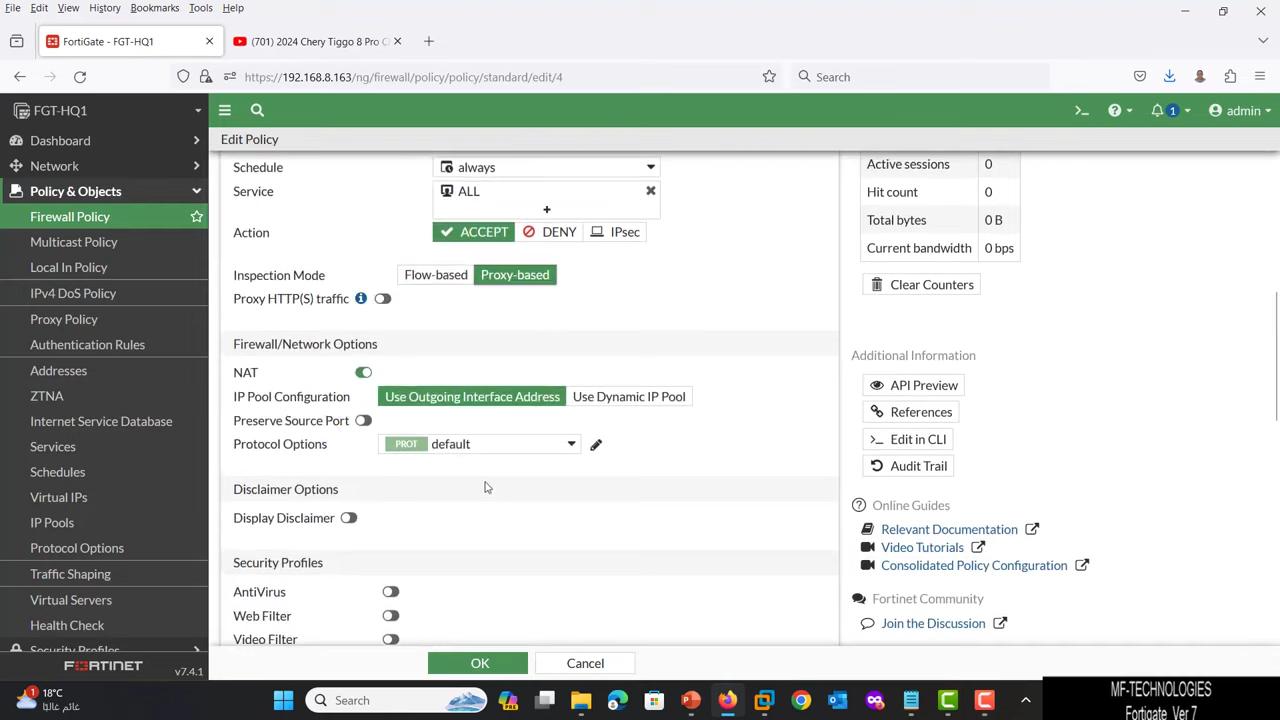 File Edit View History Bookmarks Tools Help
FortiGate - FGT-HQ1
(701) 2024 Chery Tiggo 8 Pro C
https://192.168.8.163/ng/firewall/policy/policy/standard/edit/4
Search
FGT-HQ1
admin
1
Dashboard
Network
Policy & Objects
Firewall Policy
Multicast Policy
Local In Policy
IPv4 DoS Policy
Proxy Policy
Authentication Rules
Addresses
ZTNA
Internet Service Database
Services
Schedules
Virtual IPs
IP Pools
Protocol Options
Traffic Shaping
Virtual Servers
Health Check
Security Profiles
FORTINET
v7.4.1
Edit Policy
Schedule always
Service ALL
Action ACCEPT DENY IPsec
Inspection Mode Flow-based Proxy-based
Proxy HTTP(S) traffic
Firewall/Network Options
NAT
IP Pool Configuration Use Outgoing Interface Address Use Dynamic IP Pool
Preserve Source Port
Protocol Options PROT default
Disclaimer Options
Display Disclaimer
Security Profiles
AntiVirus
Web Filter
Video Filter
OK Cancel
Active sessions 0
Hit count 0
Total bytes 0 B
Current bandwidth 0 bps
Clear Counters
Additional Information
API Preview
References
Edit in CLI
Audit Trail
Online Guides
Relevant Documentation
Video Tutorials
Consolidated Policy Configuration
Fortinet Community
Join the Discussion
1
18°C
غائم غالبًا
Search
MF-TECHNOLOGIES
Fortigate Ver 7